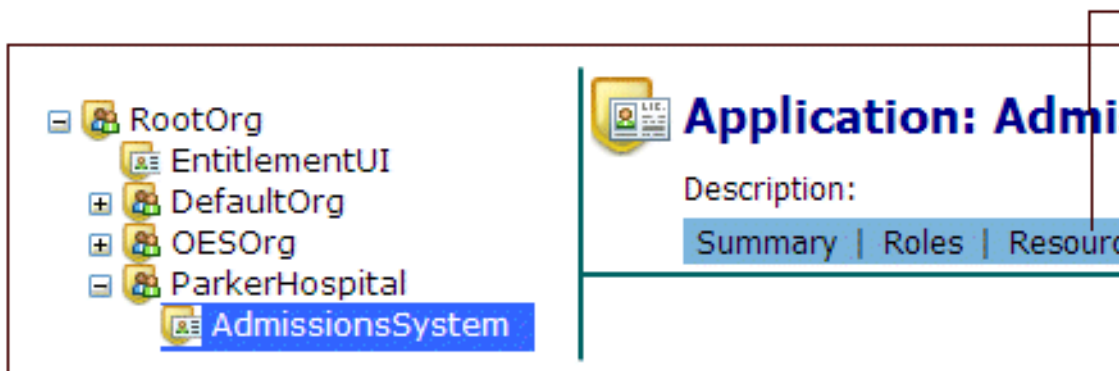 RootOrg
EntitlementUI
DefaultOrg
OESOrg
ParkerHospital
AdmissionsSystem
Application: Admi
Description:
Summary | Roles | Resourc